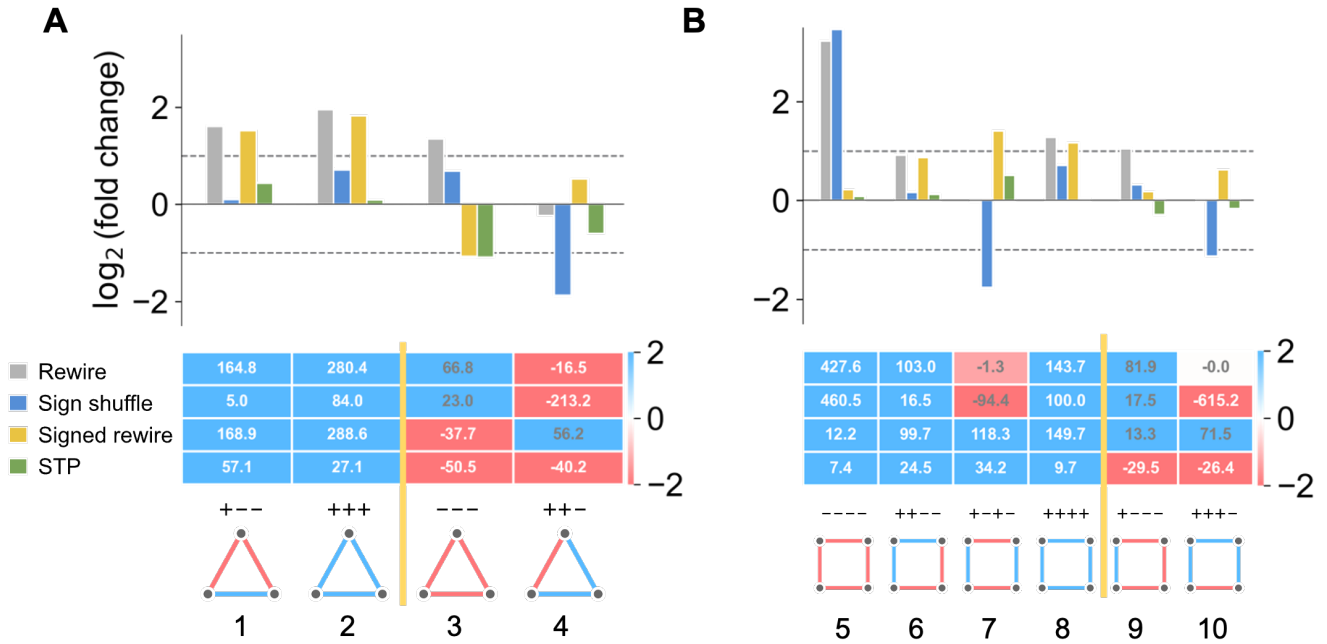 A
B
log₂ (fold change)
2
0
−2
2
0
−2
Rewire
Sign shuffle
Signed rewire
STP
164.8 280.4 66.8 -16.5
5.0 84.0 23.0 -213.2
168.9 288.6 -37.7 56.2
57.1 27.1 -50.5 -40.2
2
0
−2
427.6 103.0 -1.3 143.7 81.9 -0.0
460.5 16.5 -94.4 100.0 17.5 -615.2
12.2 99.7 118.3 149.7 13.3 71.5
7.4 24.5 34.2 9.7 -29.5 -26.4
2
0
−2
+−− +++ −−− ++−
−−−− ++−− +−+− ++++ +−−− +++−
1 2 3 4
5 6 7 8 9 10